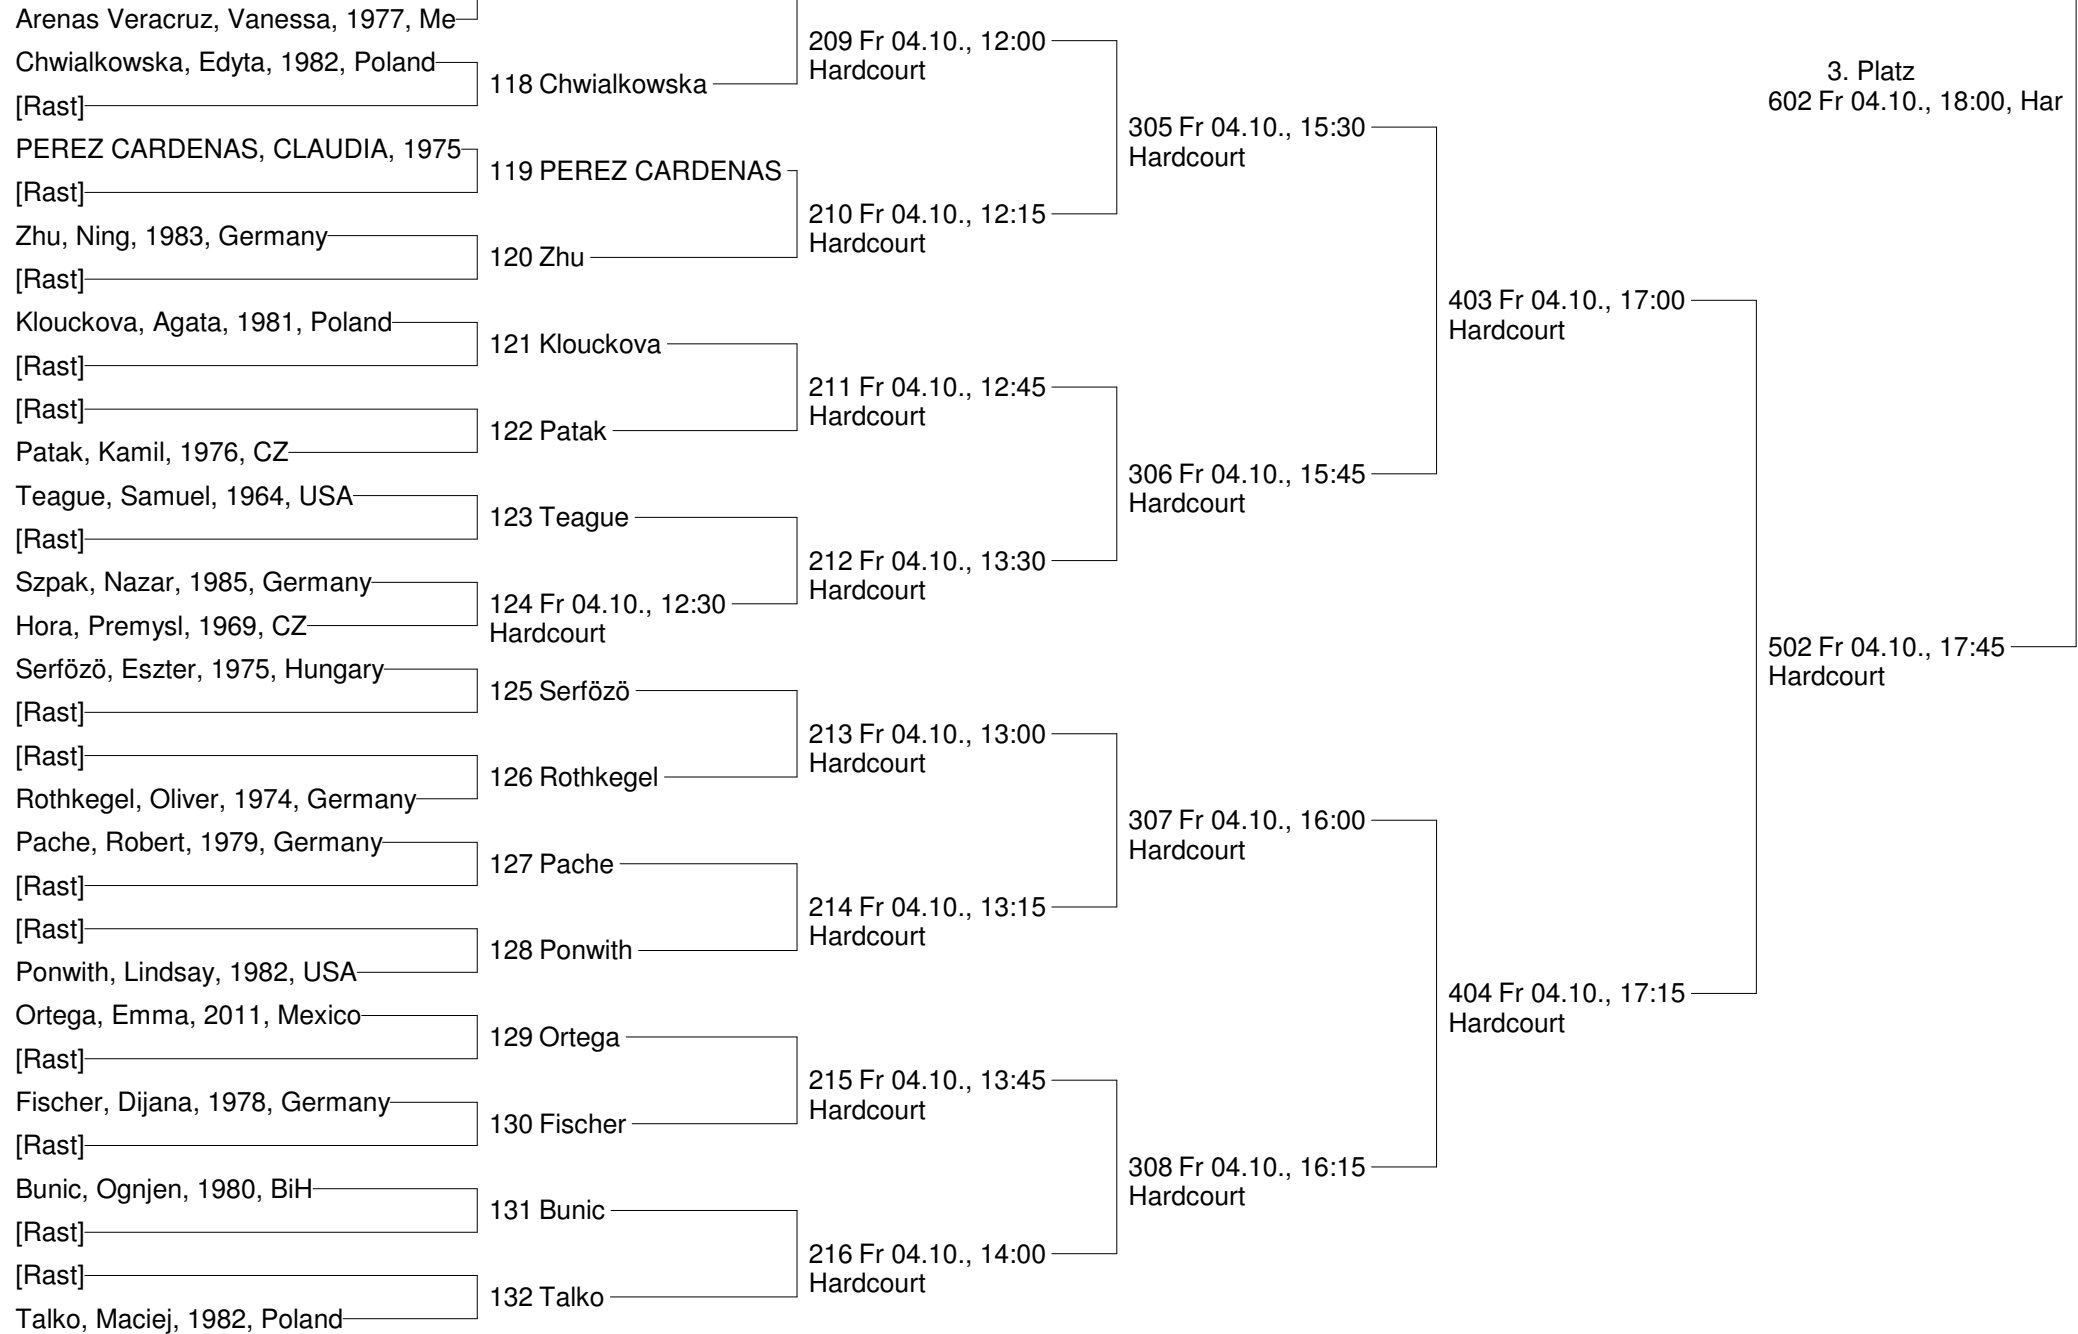 Arenas Veracruz, Vanessa, 1977, Me
Chwialkowska, Edyta, 1982, Poland
[Rast]
PEREZ CARDENAS, CLAUDIA, 1975
[Rast]
Zhu, Ning, 1983, Germany
[Rast]
Klouckova, Agata, 1981, Poland
[Rast]
[Rast]
Patak, Kamil, 1976, CZ
Teague, Samuel, 1964, USA
[Rast]
Szpak, Nazar, 1985, Germany
Hora, Premysl, 1969, CZ
Serfözö, Eszter, 1975, Hungary
[Rast]
[Rast]
Rothkegel, Oliver, 1974, Germany
Pache, Robert, 1979, Germany
[Rast]
[Rast]
Ponwith, Lindsay, 1982, USA
Ortega, Emma, 2011, Mexico
[Rast]
Fischer, Dijana, 1978, Germany
[Rast]
Bunic, Ognjen, 1980, BiH
[Rast]
[Rast]
Talko, Maciej, 1982, Poland
118 Chwialkowska
119 PEREZ CARDENAS
120 Zhu
121 Klouckova
122 Patak
123 Teague
124 Fr 04.10., 12:30
Hardcourt
125 Serfözö
126 Rothkegel
127 Pache
128 Ponwith
129 Ortega
130 Fischer
131 Bunic
132 Talko
209 Fr 04.10., 12:00
Hardcourt
210 Fr 04.10., 12:15
Hardcourt
211 Fr 04.10., 12:45
Hardcourt
212 Fr 04.10., 13:30
Hardcourt
213 Fr 04.10., 13:00
Hardcourt
214 Fr 04.10., 13:15
Hardcourt
215 Fr 04.10., 13:45
Hardcourt
216 Fr 04.10., 14:00
Hardcourt
305 Fr 04.10., 15:30
Hardcourt
306 Fr 04.10., 15:45
Hardcourt
307 Fr 04.10., 16:00
Hardcourt
308 Fr 04.10., 16:15
Hardcourt
403 Fr 04.10., 17:00
Hardcourt
404 Fr 04.10., 17:15
Hardcourt
3. Platz
602 Fr 04.10., 18:00, Har
502 Fr 04.10., 17:45
Hardcourt